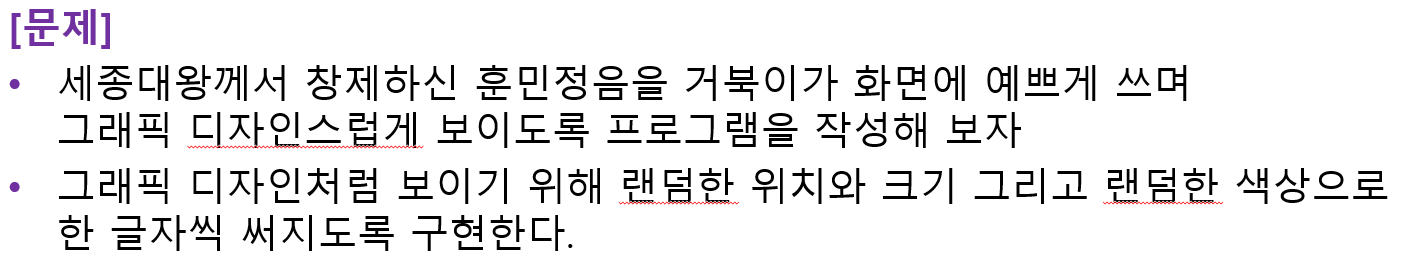 [문제]
• 세종대왕께서 창제하신 훈민정음을 거북이가 화면에 예쁘게 쓰며
그래픽 디자인스럽게 보이도록 프로그램을 작성해 보자
• 그래픽 디자인처럼 보이기 위해 랜덤한 위치와 크기 그리고 랜덤한 색상으로
한 글자씩 써지도록 구현한다.